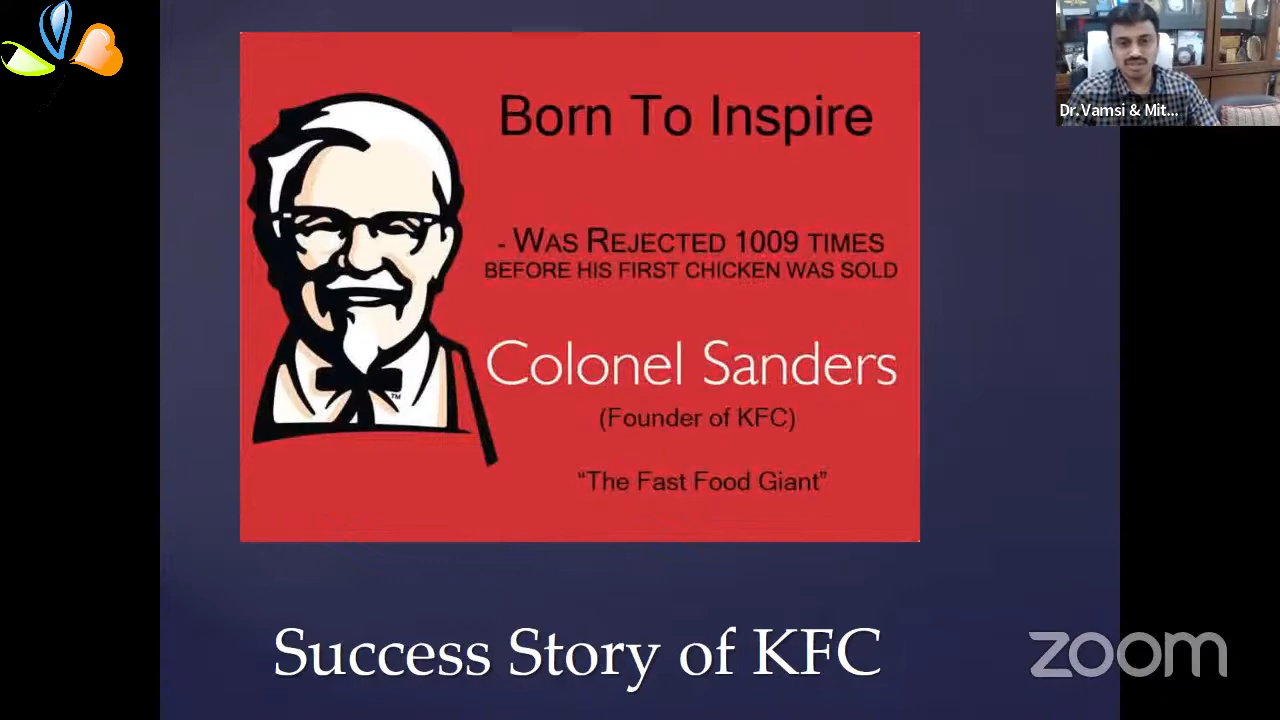 Born To Inspire
- WAS REJECTED 1009 TIMES
BEFORE HIS FIRST CHICKEN WAS SOLD
Colonel Sanders
(Founder of KFC)
“The Fast Food Giant”
TM
Success Story of KFC
Dr.Vamsi & Mit...
zoom